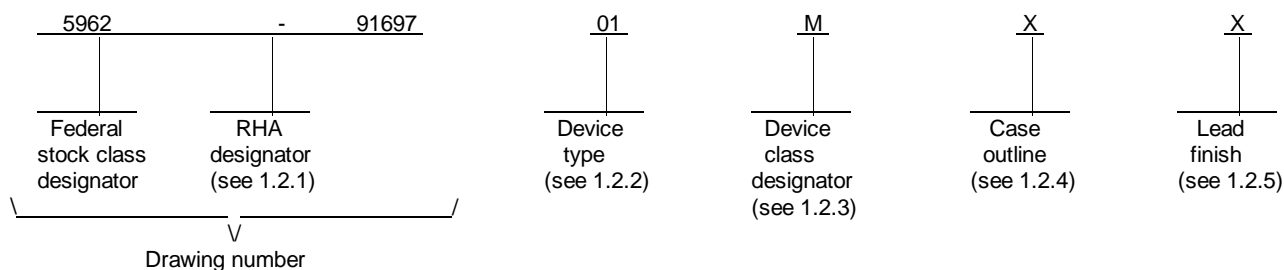 5962 - 91697 01 M X X
Federal stock class designator
RHA designator (see 1.2.1)
Device type (see 1.2.2)
Device class designator (see 1.2.3)
Case outline (see 1.2.4)
Lead finish (see 1.2.5)
Drawing number